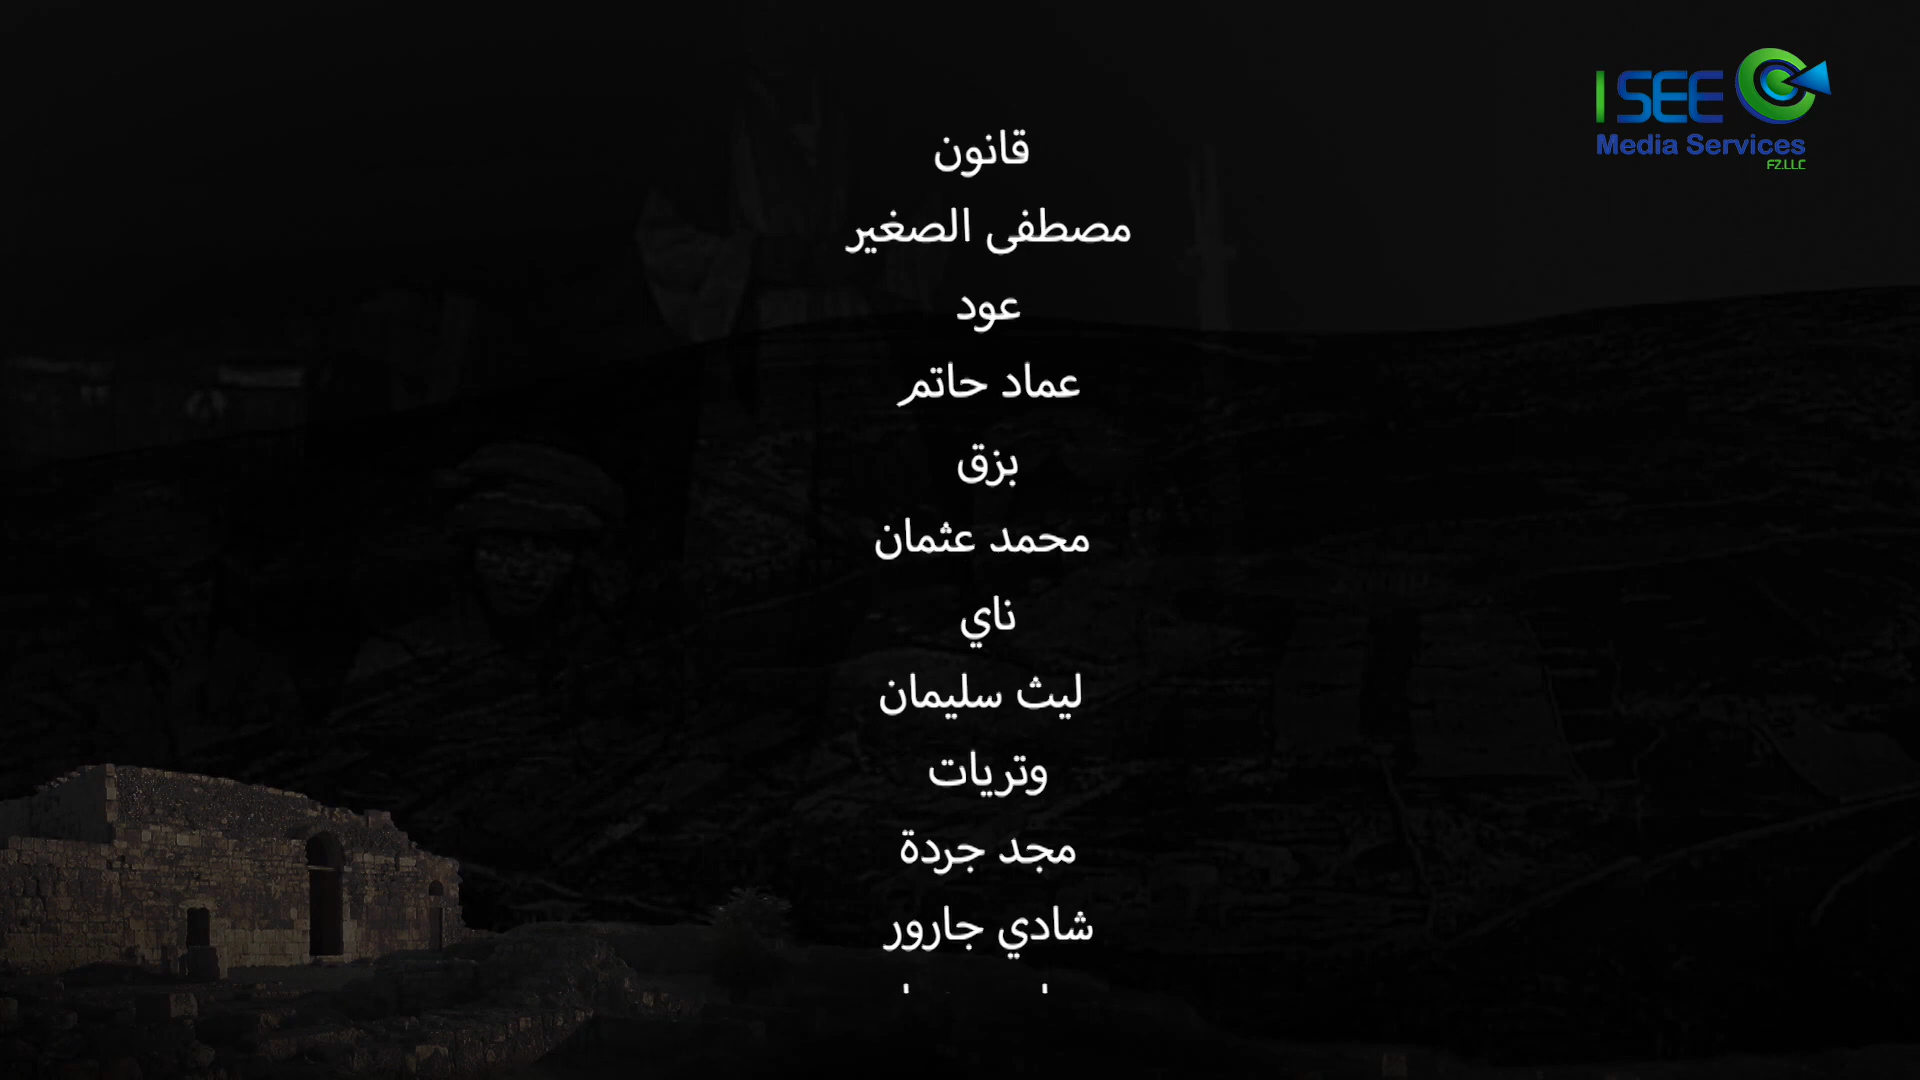 I SEE
Media Services
FZ.LLC
قانون
مصطفى الصغير
عود
عماد حاتم
بزق
محمد عثمان
ناي
ليث سليمان
وتريات
مجد جردة
شادي جارور